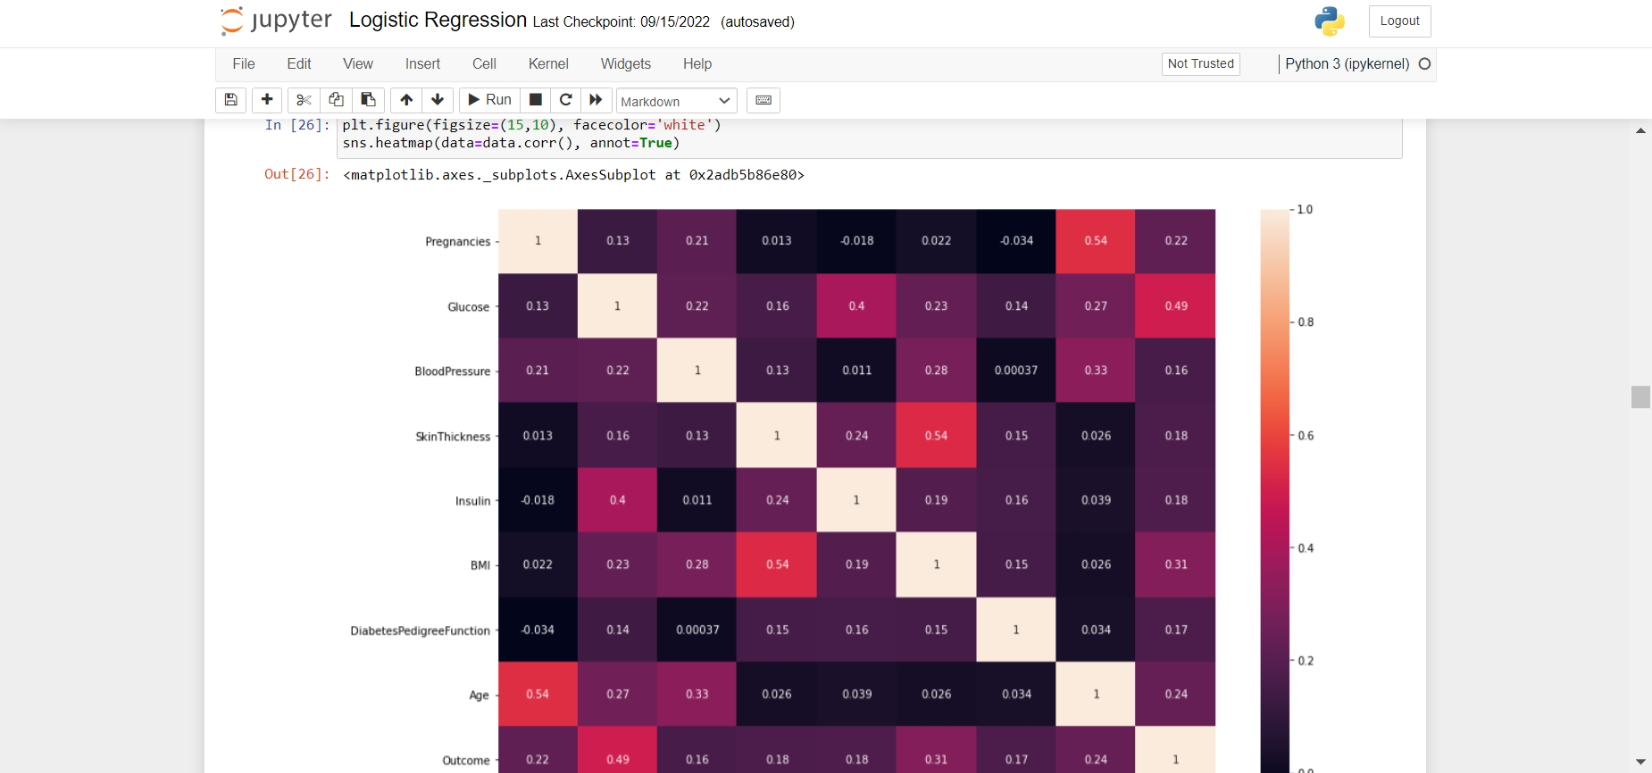 jupyter Logistic Regression Last Checkpoint: 09/15/2022 (autosaved) Logout
File Edit View Insert Cell Kernel Widgets Help Not Trusted Python 3 (ipykernel)
Run Markdown
In [26]: plt.figure(figsize=(15,10), facecolor='white')
sns.heatmap(data=data.corr(), annot=True)
Out[26]: <matplotlib.axes._subplots.AxesSubplot at 0x2adb5b86e80>
Pregnancies 1 0.13 0.21 0.013 -0.018 0.022 -0.034 0.54 0.22
Glucose 0.13 1 0.22 0.16 0.4 0.23 0.14 0.27 0.49
BloodPressure 0.21 0.22 1 0.13 0.011 0.28 0.00037 0.33 0.16
SkinThickness 0.013 0.16 0.13 1 0.24 0.54 0.15 0.026 0.18
Insulin -0.018 0.4 0.011 0.24 1 0.19 0.16 0.039 0.18
BMI 0.022 0.23 0.28 0.54 0.19 1 0.15 0.026 0.31
DiabetesPedigreeFunction -0.034 0.14 0.00037 0.15 0.16 0.15 1 0.034 0.17
Age 0.54 0.27 0.33 0.026 0.039 0.026 0.034 1 0.24
Outcome 0.22 0.49 0.16 0.18 0.18 0.31 0.17 0.24 1
1.0
0.8
0.6
0.4
0.2
0.0